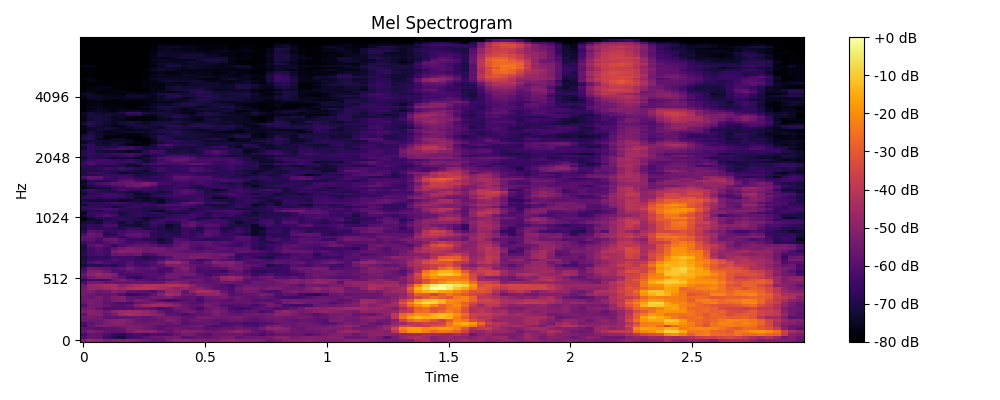 Mel Spectrogram
+0 dB
-10 dB
-20 dB
-30 dB
-40 dB
-50 dB
-60 dB
-70 dB
-80 dB
Hz
4096
2048
1024
512
0
0 0.5 1 1.5 2 2.5
Time